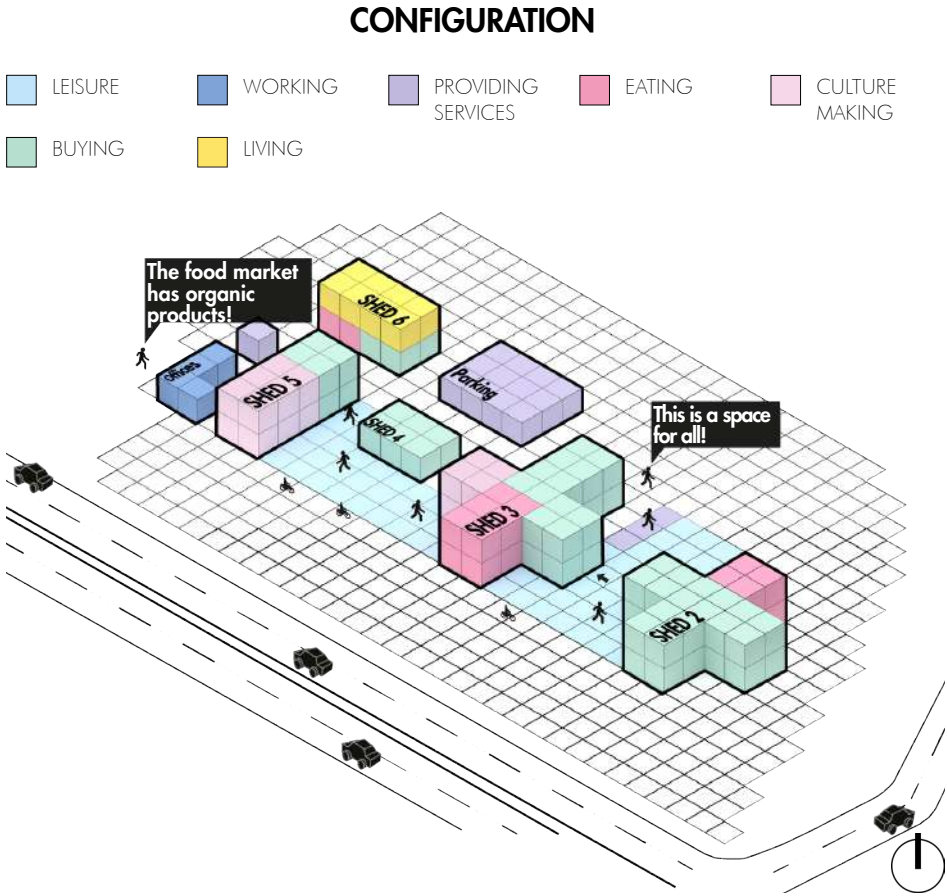 CONFIGURATION
LEISURE
WORKING
PROVIDING
SERVICES
EATING
CULTURE
MAKING
BUYING
LIVING
The food market
has organic
products!
SHED 6
Offices
SHED 5
Parking
SHED 4
This is a space
for all!
SHED 3
SHED 2